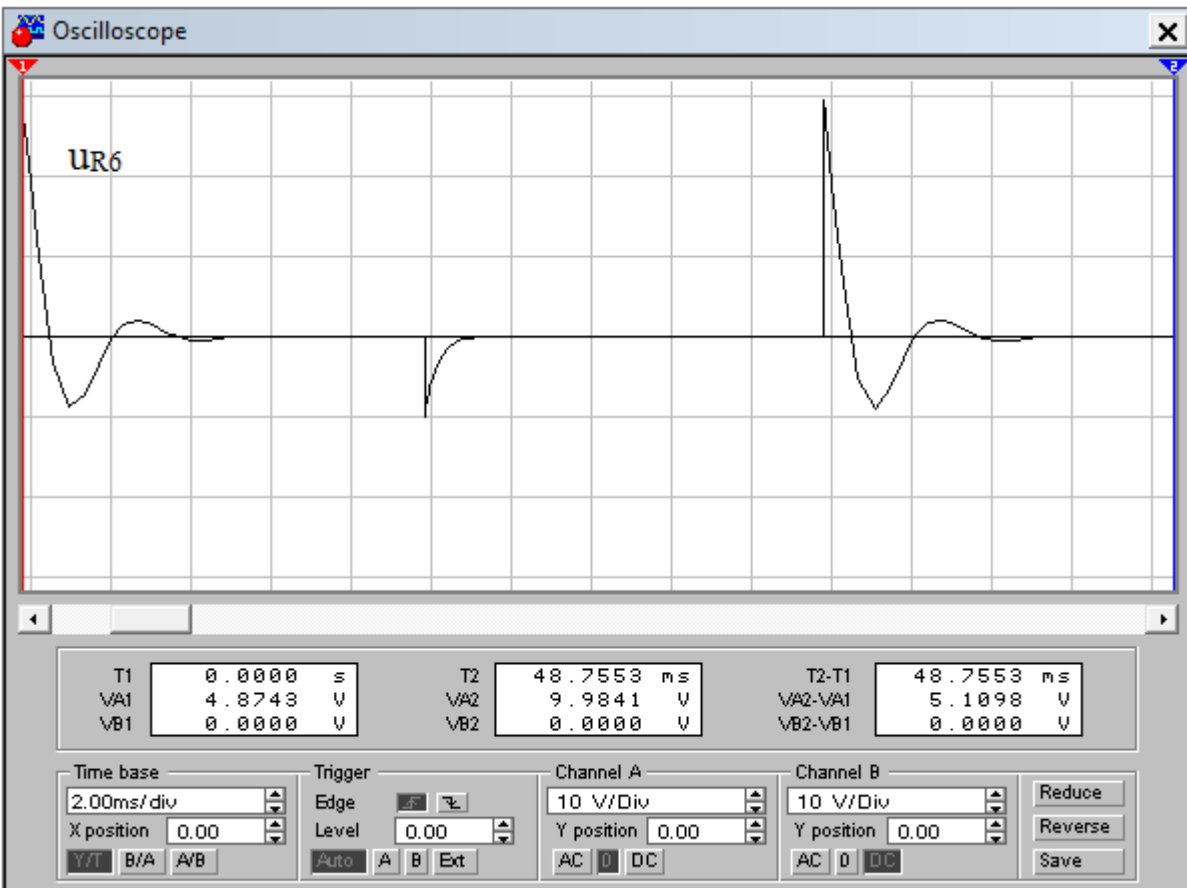 Oscilloscope
1 2
uR6
T1 0.0000 s T2 48.7553 ms T2-T1 48.7553 ms
VA1 4.8743 V VA2 9.9841 V VA2-VA1 5.1098 V
VB1 0.0000 V VB2 0.0000 V VB2-VB1 0.0000 V
Time base Trigger Channel A Channel B
2.00ms/div Edge 10 V/Div 10 V/Div Reduce
X position 0.00 Level 0.00 Y position 0.00 Y position 0.00 Reverse
Y/T B/A A/B Auto A B Ext AC 0 DC AC 0 DC Save